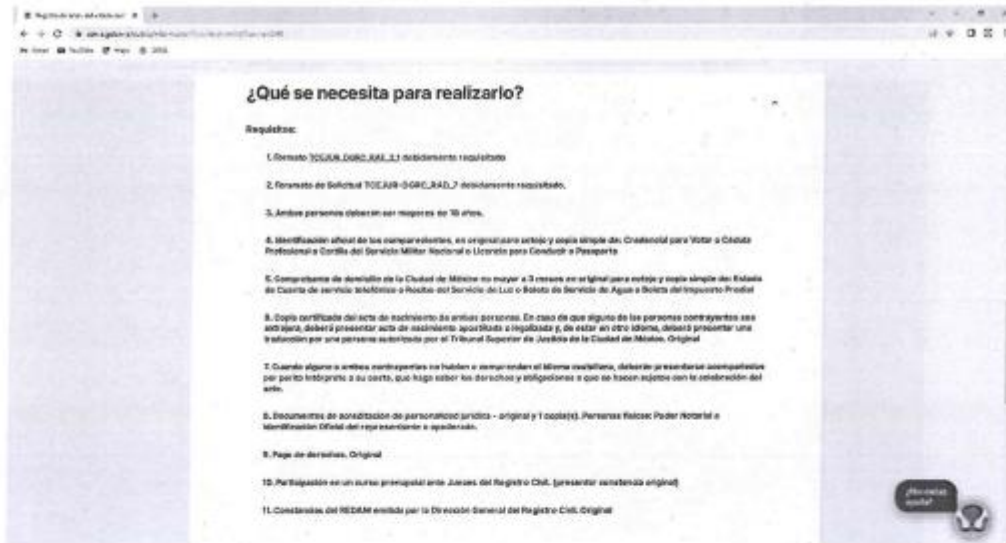 ¿Qué se necesita para realizarlo?
Requisitos:
1. Formato TCEJUR_DGRC_RAD_2.1 debidamente requisitado
2. Formato de Solicitud TCEJUR-DGRC_RAD_7 debidamente requisitado.
3. Ambas personas deberán ser mayores de 18 años.
4. Identificación oficial de los comparecientes, en original para cotejo y copia simple de: Credencial para Votar o Cédula
Profesional o Cartilla del Servicio Militar Nacional o Licencia para Conducir o Pasaporte
5. Comprobante de domicilio de la Ciudad de México no mayor a 3 meses en original para cotejo y copia simple de: Estado
de Cuenta de servicio telefónico o Recibo del Servicio de Luz o Boleta de Servicio de Agua o Boleta del Impuesto Predial
6. Copia certificada del acta de nacimiento de ambas personas. En caso de que alguno de las personas contrayentes sea
extranjera, deberá presentar acta de nacimiento apostillada o legalizada y, de estar en otro idioma, deberá presentar una
traducción por una persona autorizada por el Tribunal Superior de Justicia de la Ciudad de México. Original
7. Cuando alguno o ambos contrayentes no hablen o comprendan el idioma castellano, deberán presentarse acompañados
por perito intérprete a su costa, que haga saber los derechos y obligaciones a que se hacen sujetos con la celebración del
acto.
8. Documentos de acreditación de personalidad jurídica - original y 1 copia(s). Personas físicas: Poder Notarial e
Identificación Oficial del representante o apoderado.
9. Pago de derechos. Original
10. Participación en un curso prenupcial ante Jueces del Registro Civil. (presentar constancia original)
11. Constancias del REDAM emitida por la Dirección General del Registro Civil. Original
ayuda?